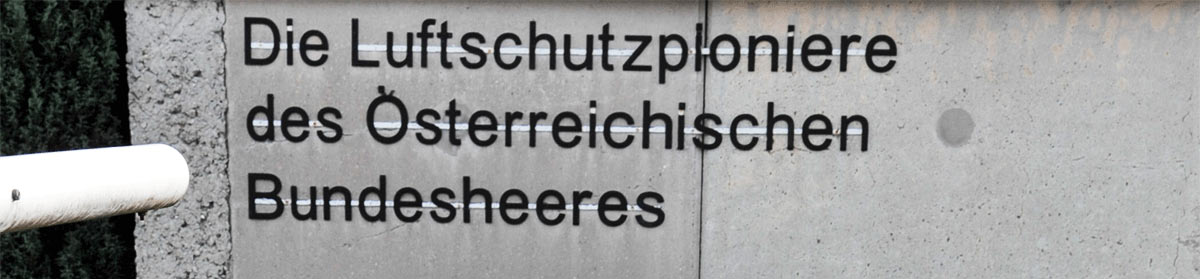 Die Luftschutzpioniere
des Österreichischen
Bundesheeres